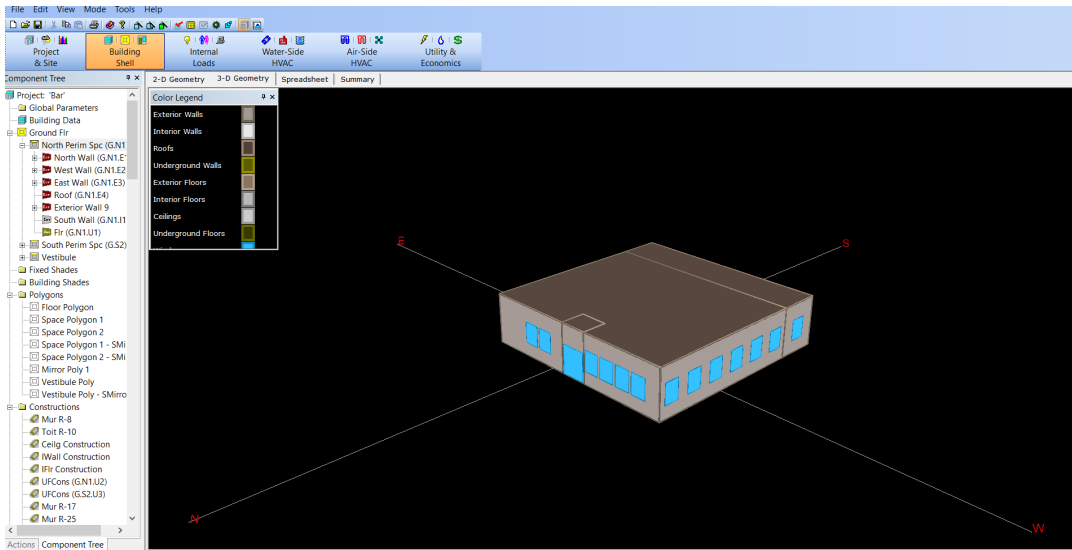 File Edit View Mode Tools Help
Project & Site
Building Shell
Internal Loads
Water-Side HVAC
Air-Side HVAC
Utility & Economics
Component Tree
2-D Geometry 3-D Geometry Spreadsheet Summary
Project: 'Bar'
Global Parameters
Building Data
Ground Flr
North Perim Spc (G.N1
North Wall (G.N1.E1
West Wall (G.N1.E2
East Wall (G.N1.E3)
Roof (G.N1.E4)
Exterior Wall 9
South Wall (G.N1.I1
Flr (G.N1.U1)
South Perim Spc (G.S2)
Vestibule
Fixed Shades
Building Shades
Polygons
Floor Polygon
Space Polygon 1
Space Polygon 2
Space Polygon 1 - SMi
Space Polygon 2 - SMi
Mirror Poly 1
Vestibule Poly
Vestibule Poly - SMirro
Constructions
Mur R-8
Toit R-10
Ceilg Construction
IWall Construction
IFlr Construction
UFCons (G.N1.U2)
UFCons (G.S2.U3)
Mur R-17
Mur R-25
Actions Component Tree
Color Legend
Exterior Walls
Interior Walls
Roofs
Underground Walls
Exterior Floors
Interior Floors
Ceilings
Underground Floors
E
S
N
W